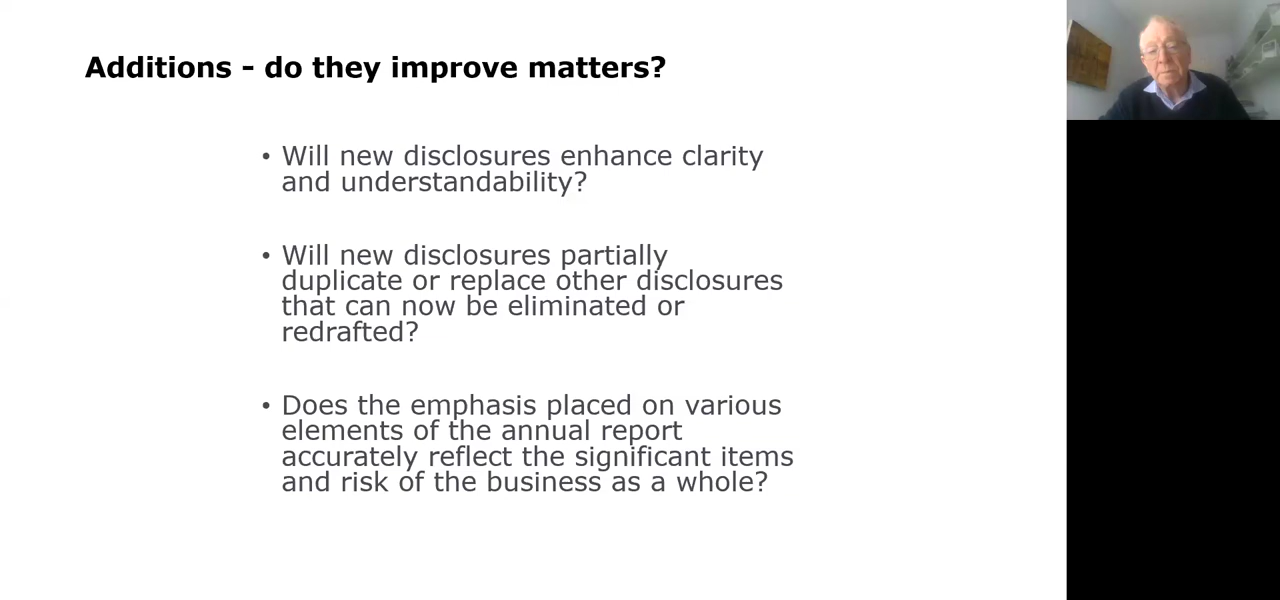 Additions – do they improve matters?
• Will new disclosures enhance clarity
and understandability?
• Will new disclosures partially
duplicate or replace other disclosures
that can now be eliminated or
redrafted?
• Does the emphasis placed on various
elements of the annual report
accurately reflect the significant items
and risk of the business as a whole?